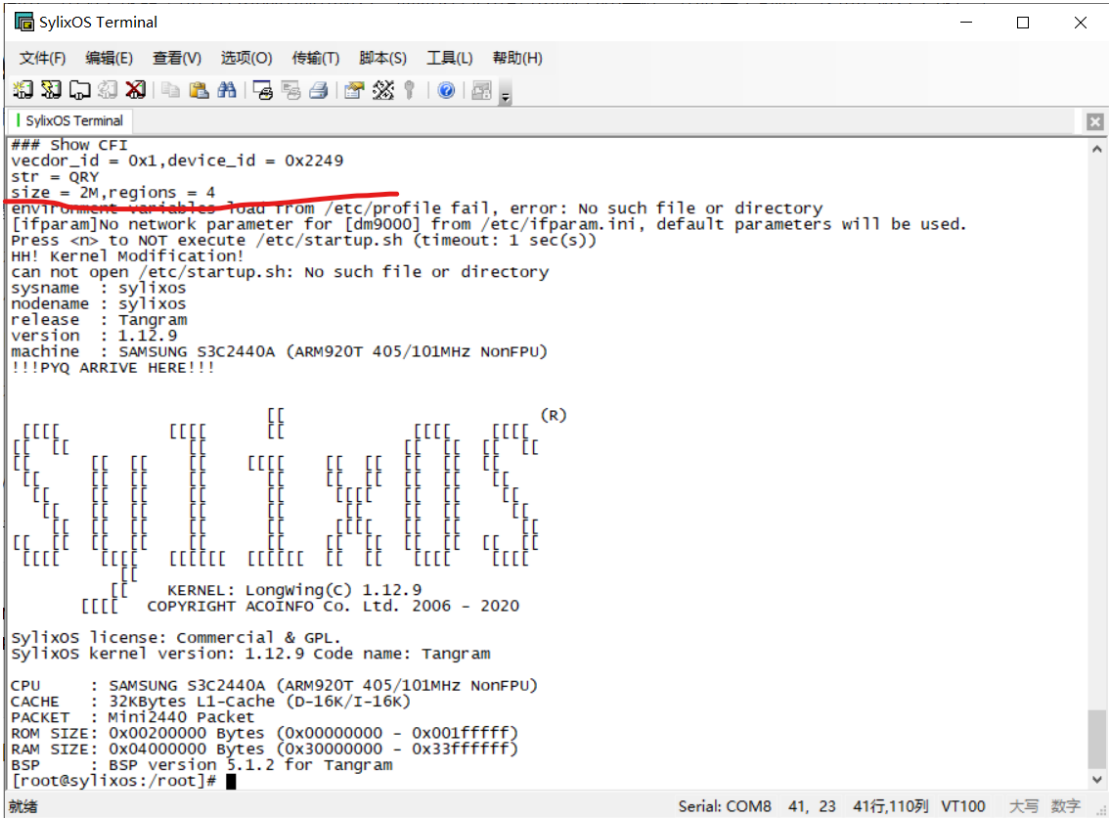 SylixOS Terminal
文件(F) 编辑(E) 查看(V) 选项(O) 传输(T) 脚本(S) 工具(L) 帮助(H)
SylixOS Terminal
### Show CFI
vecdor_id = 0x1,device_id = 0x2249
str = QRY
size = 2M,regions = 4
environment variables load from /etc/profile fail, error: No such file or directory
[ifparam]No network parameter for [dm9000] from /etc/ifparam.ini, default parameters will be used.
Press <n> to NOT execute /etc/startup.sh (timeout: 1 sec(s))
HH! Kernel Modification!
can not open /etc/startup.sh: No such file or directory
sysname  : sylixos
nodename : sylixos
release  : Tangram
version  : 1.12.9
machine  : SAMSUNG S3C2440A (ARM920T 405/101MHz NonFPU)
!!!PYQ ARRIVE HERE!!!
SylixOS (R)
KERNEL: LongWing(C) 1.12.9
COPYRIGHT ACOINFO Co. Ltd. 2006 - 2020
SylixOS license: Commercial & GPL.
SylixOS kernel version: 1.12.9 Code name: Tangram
CPU      : SAMSUNG S3C2440A (ARM920T 405/101MHz NonFPU)
CACHE    : 32KBytes L1-Cache (D-16K/I-16K)
PACKET   : Mini2440 Packet
ROM SIZE: 0x00200000 Bytes (0x00000000 - 0x001fffff)
RAM SIZE: 0x04000000 Bytes (0x30000000 - 0x33ffffff)
BSP      : BSP version 5.1.2 for Tangram
[root@sylixos:/root]#
就绪 Serial: COM8 41, 23 41行,110列 VT100 大写 数字